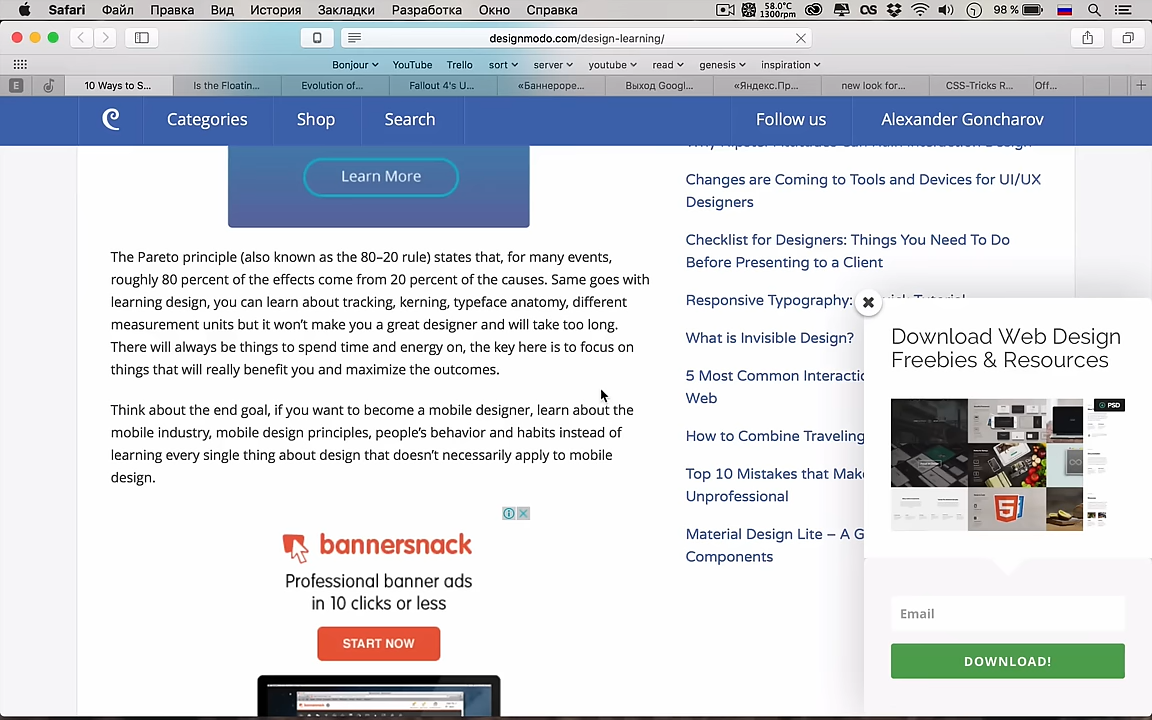 Safari Файл Правка Вид История Закладки Разработка Окно Справка
58.0°C
1300rpm
98 %
designmodo.com/design-learning/
Bonjour YouTube Trello sort server youtube read genesis inspiration
E 10 Ways to S... Is the Floatin... Evolution of... Fallout 4's U... «Баннероре... Выход Googl... «Яндекс.Пр... new look for... CSS-Tricks R... Off...
Categories Shop Search Follow us Alexander Goncharov
Learn More
The Pareto principle (also known as the 80–20 rule) states that, for many events,
roughly 80 percent of the effects come from 20 percent of the causes. Same goes with
learning design, you can learn about tracking, kerning, typeface anatomy, different
measurement units but it won't make you a great designer and will take too long.
There will always be things to spend time and energy on, the key here is to focus on
things that will really benefit you and maximize the outcomes.
Think about the end goal, if you want to become a mobile designer, learn about the
mobile industry, mobile design principles, people's behavior and habits instead of
learning every single thing about design that doesn't necessarily apply to mobile
design.
bannersnack
Professional banner ads
in 10 clicks or less
START NOW
Why Hipster Attitudes Can Ruin Interaction Design
Changes are Coming to Tools and Devices for UI/UX
Designers
Checklist for Designers: Things You Need To Do
Before Presenting to a Client
Responsive Typography: Tutorial
What is Invisible Design?
5 Most Common Interactio
Web
How to Combine Traveling
Top 10 Mistakes that Make
Unprofessional
Material Design Lite – A G
Components
Download Web Design
Freebies & Resources
PSD
5
Email
DOWNLOAD!